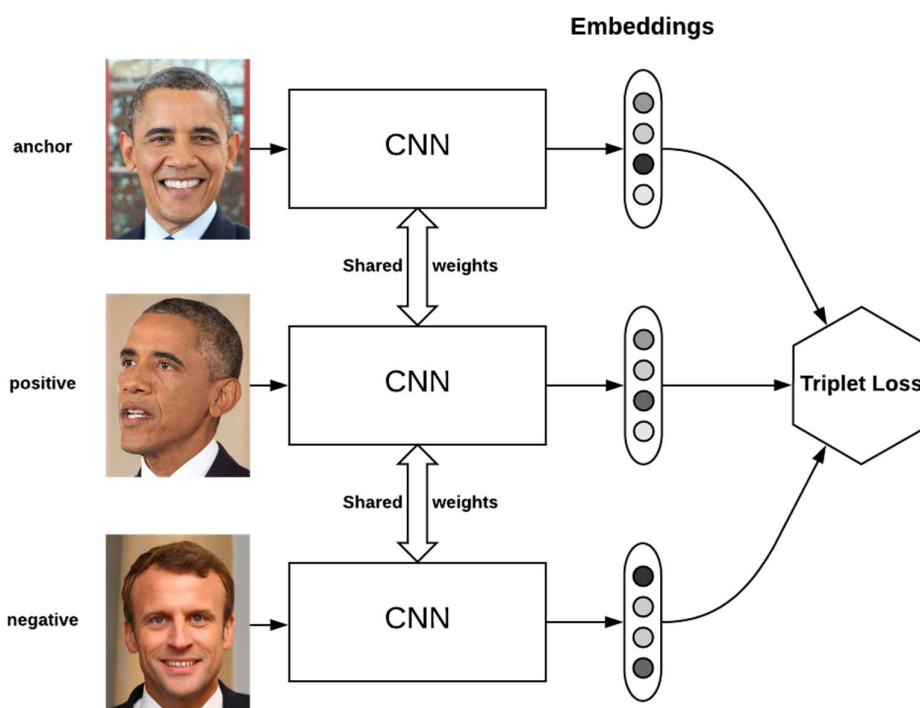 Embeddings
anchor
CNN
Shared weights
positive
CNN
Triplet Loss
Shared weights
negative
CNN